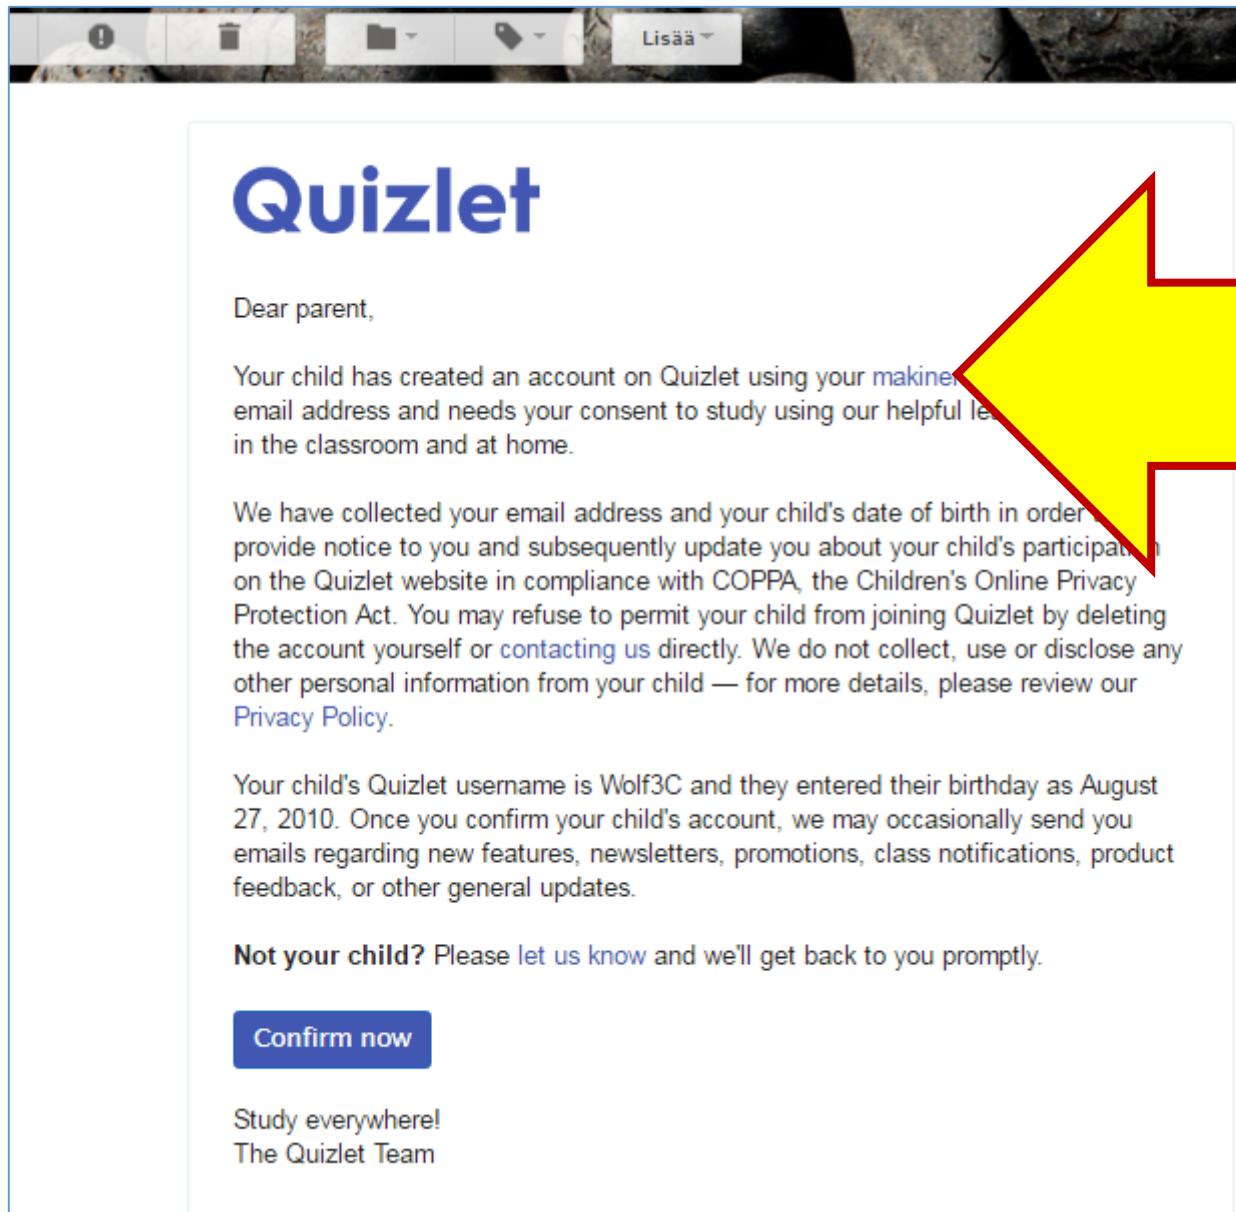 Lisää
Quizlet
Dear parent,
Your child has created an account on Quizlet using your
email address and needs your consent to study using our helpful
in the classroom and at home.
We have collected your email address and your child's date of birth in order
provide notice to you and subsequently update you about your child's participation
on the Quizlet website in compliance with COPPA, the Children's Online Privacy
Protection Act. You may refuse to permit your child from joining Quizlet by deleting
the account yourself or contacting us directly. We do not collect, use or disclose any
other personal information from your child — for more details, please review our
Privacy Policy.
Your child's Quizlet username is Wolf3C and they entered their birthday as August
27, 2010. Once you confirm your child's account, we may occasionally send you
emails regarding new features, newsletters, promotions, class notifications, product
feedback, or other general updates.
Not your child? Please let us know and we'll get back to you promptly.
Confirm now
Study everywhere!
The Quizlet Team